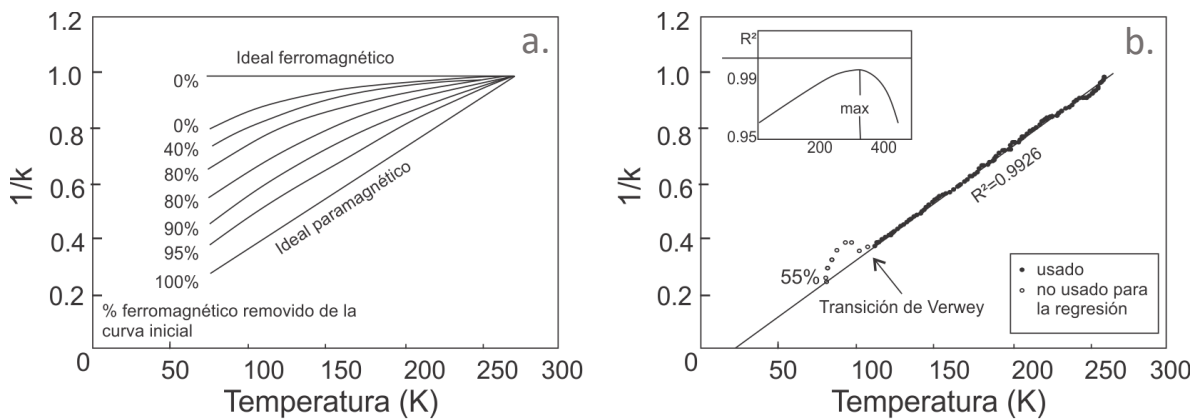 a.
1.2
1.0
0.8
0.6
0.4
0.2
0
1/k
Ideal ferromagnético
0%
0%
40%
80%
80%
90%
95%
100%
Ideal paramagnético
% ferromagnético removido de la
curva inicial
50
100
150
200
250
300
Temperatura (K)
b.
1.2
1.0
0.8
0.6
0.4
0.2
0
1/k
R²
0.99
0.95
max
200
400
R²=0.9926
55%
Transición de Verwey
usado
no usado para
la regresión
50
100
150
200
250
300
Temperatura (K)